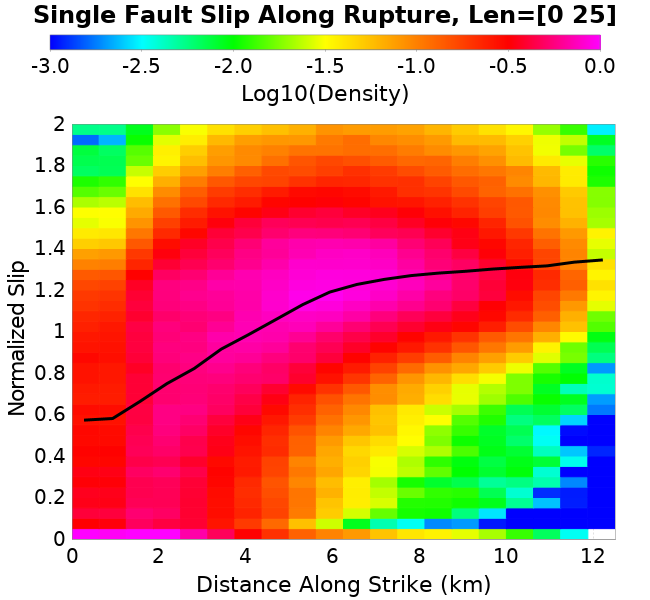 Single Fault Slip Along Rupture, Len=[0 25]
-3.0 -2.5 -2.0 -1.5 -1.0 -0.5 0.0
Log10(Density)
2
1.8
1.6
1.4
1.2
1
0.8
0.6
0.4
0.2
0
Normalized Slip
0 2 4 6 8 10 12
Distance Along Strike (km)